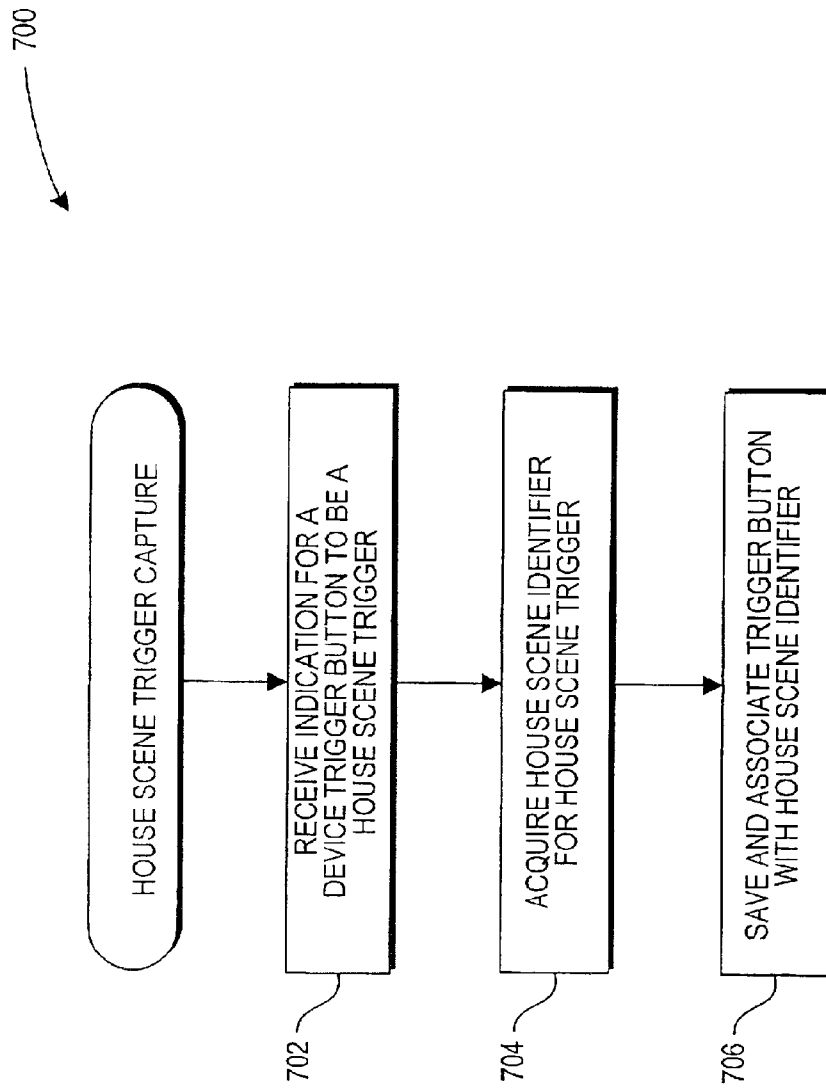 700
HOUSE SCENE TRIGGER CAPTURE
RECEIVE INDICATION FOR A
DEVICE TRIGGER BUTTON TO BE A
HOUSE SCENE TRIGGER
702
ACQUIRE HOUSE SCENE IDENTIFIER
FOR HOUSE SCENE TRIGGER
704
SAVE AND ASSOCIATE TRIGGER BUTTON
WITH HOUSE SCENE IDENTIFIER
706